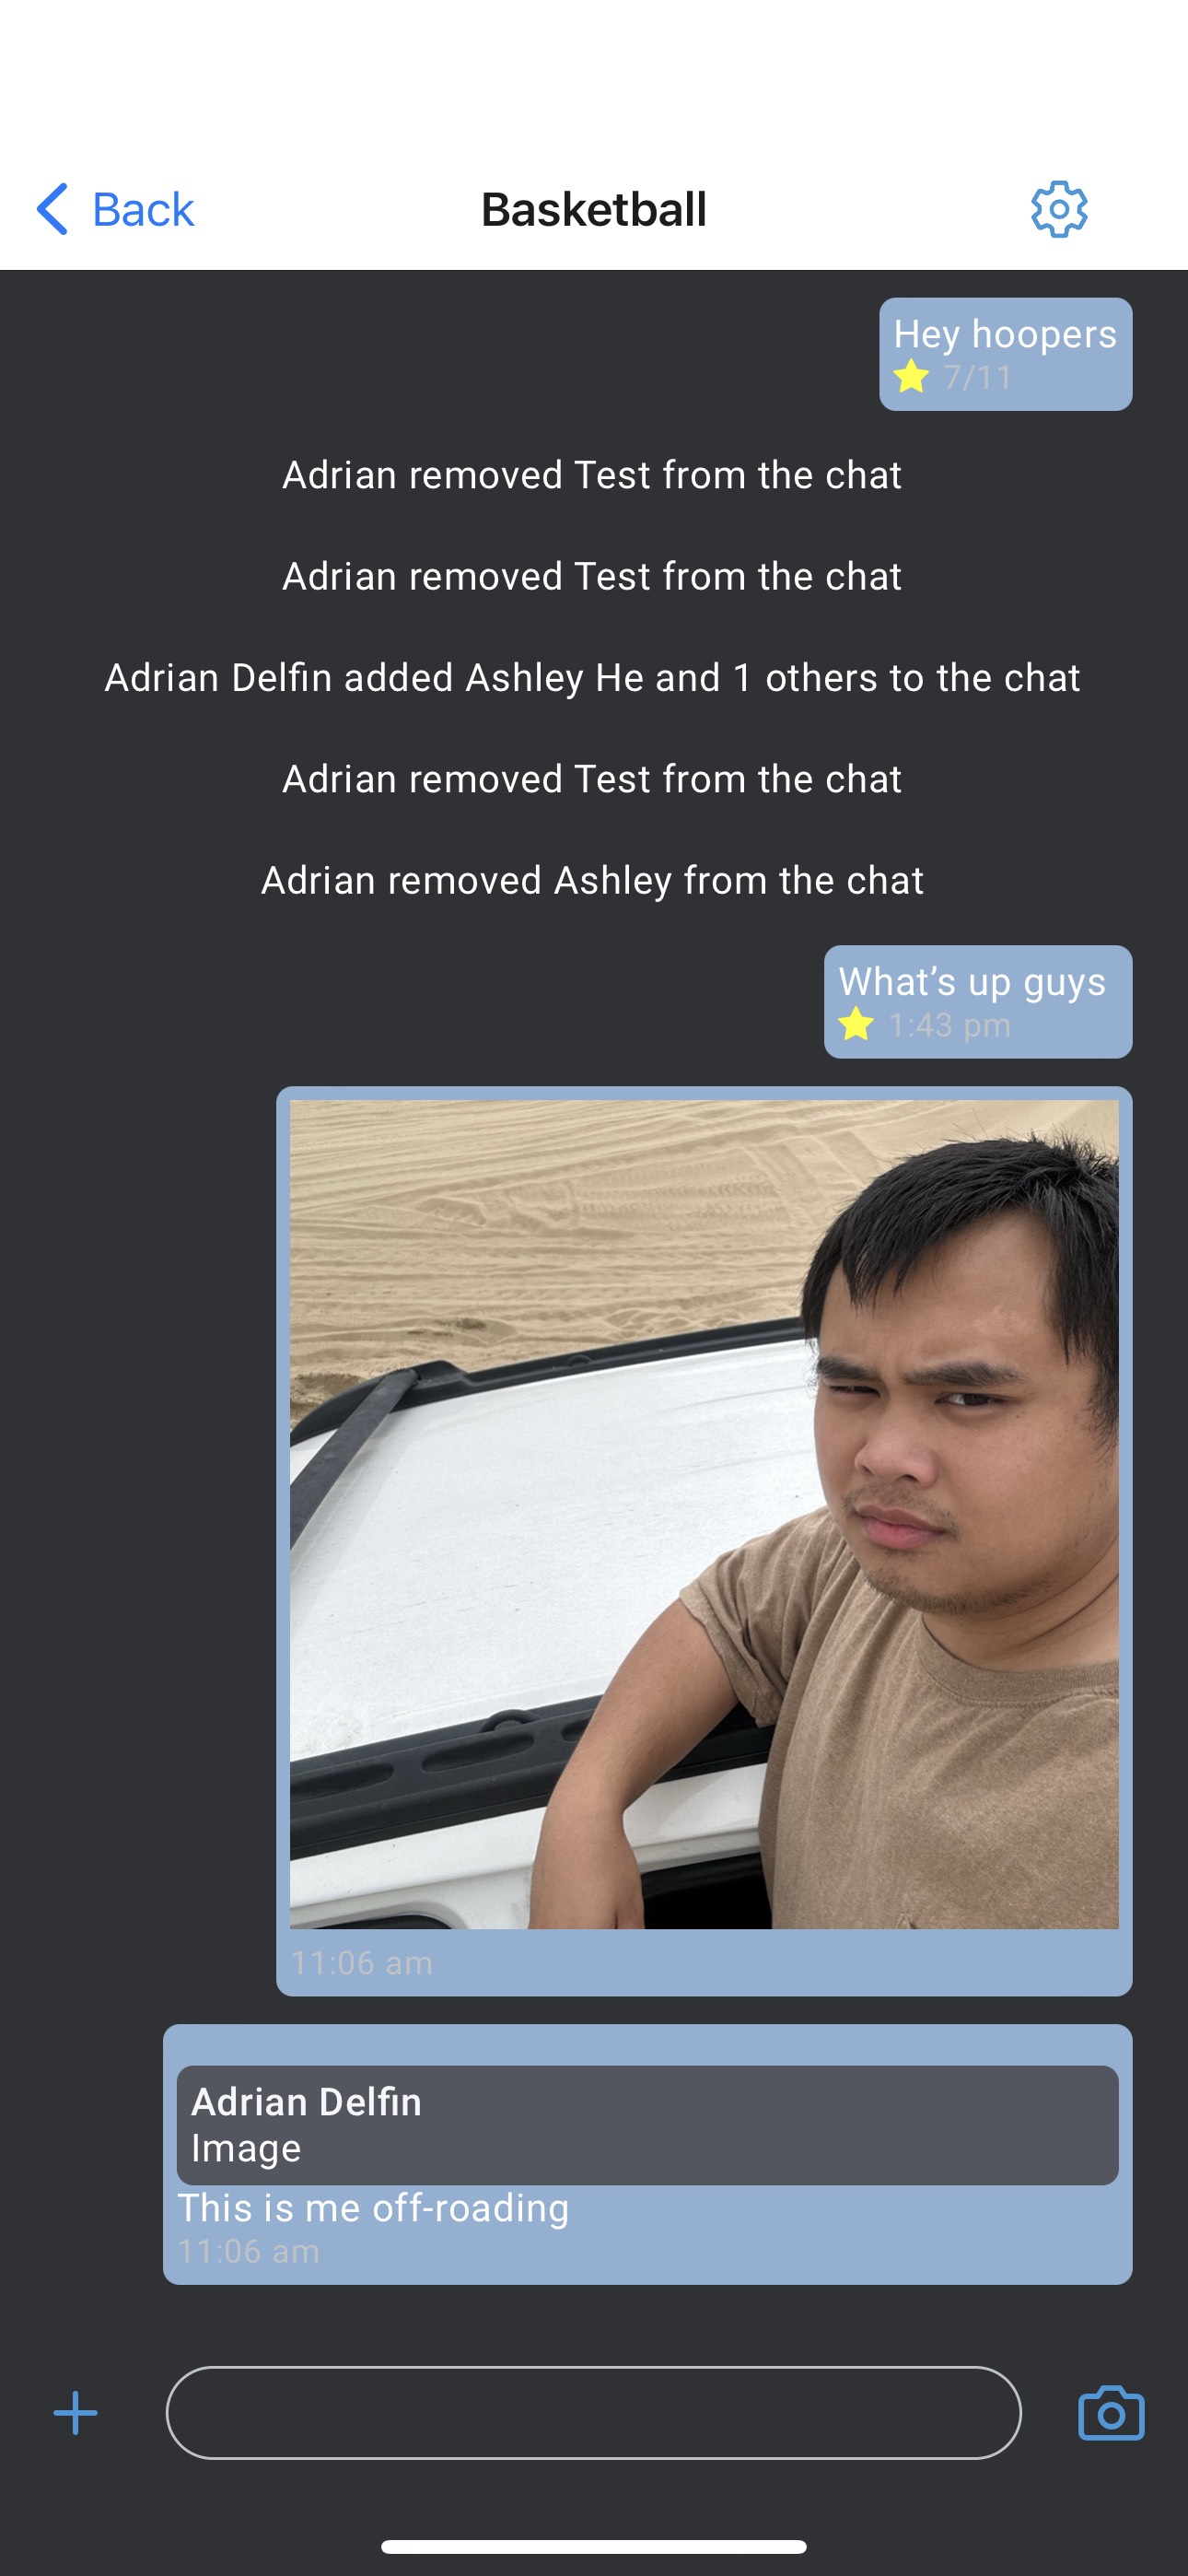 Back
Basketball
Hey hoopers
7/11
Adrian removed Test from the chat
Adrian removed Test from the chat
Adrian Delfin added Ashley He and 1 others to the chat
Adrian removed Test from the chat
Adrian removed Ashley from the chat
What’s up guys
1:43 pm
11:06 am
Adrian Delfin
Image
This is me off-roading
11:06 am